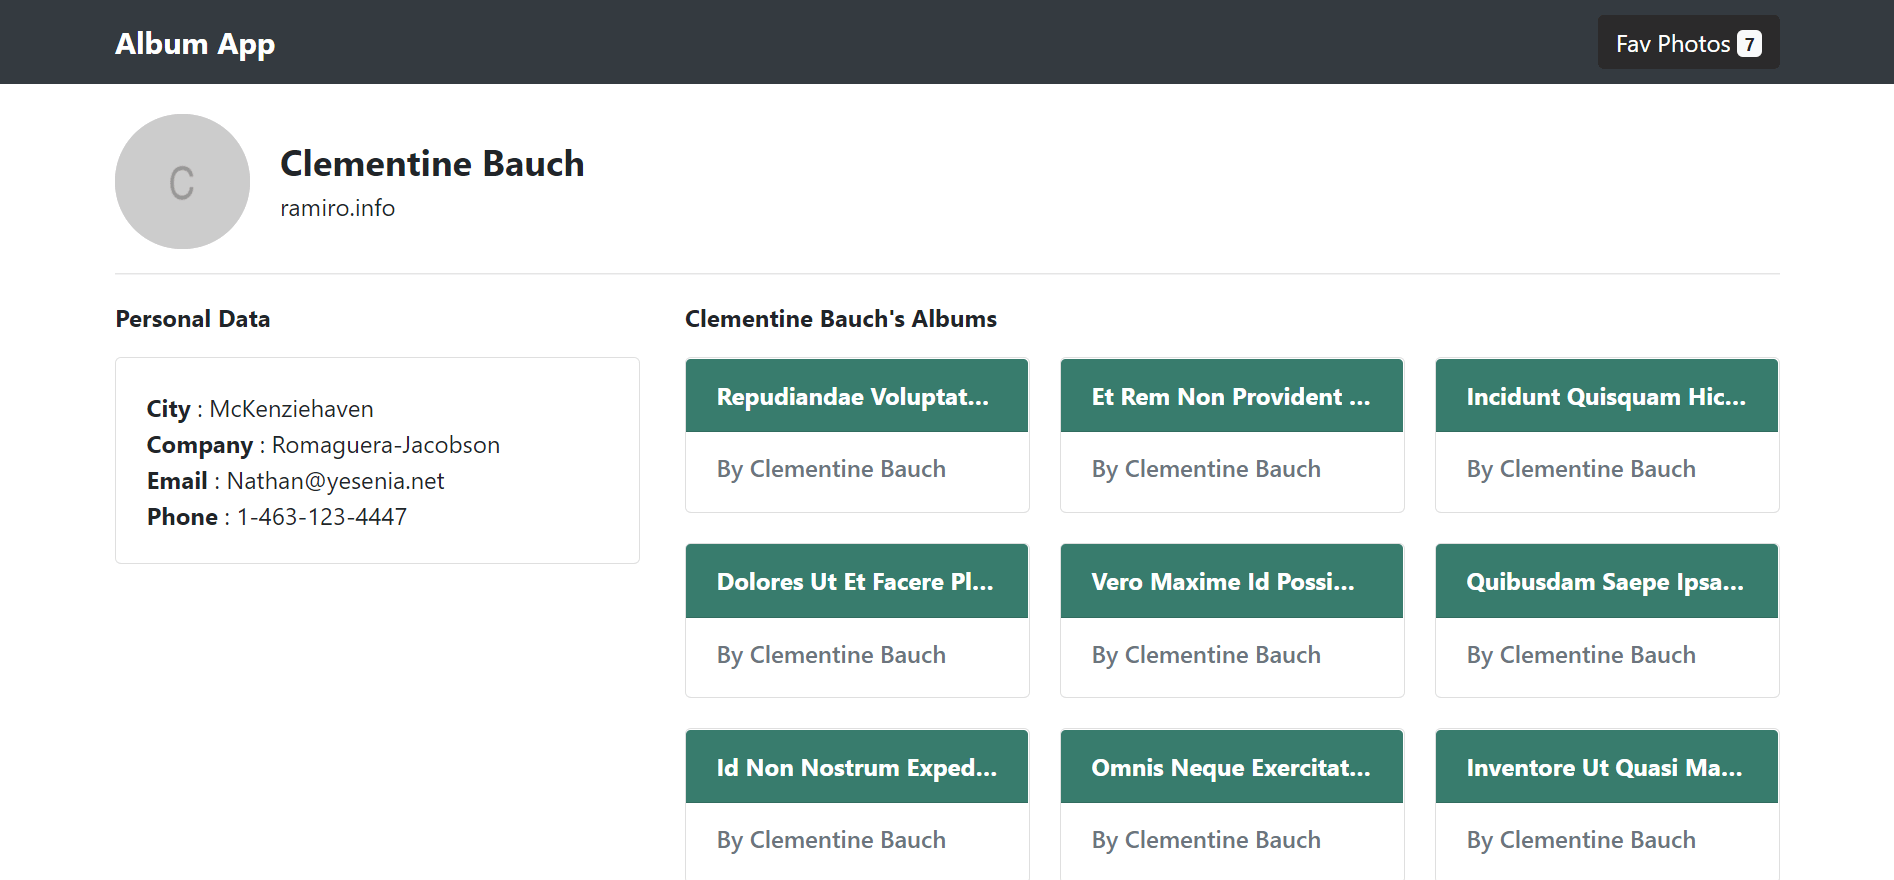 Album App
Fav Photos 7
C
Clementine Bauch
ramiro.info
Personal Data
City : McKenziehaven
Company : Romaguera-Jacobson
Email : Nathan@yesenia.net
Phone : 1-463-123-4447
Clementine Bauch's Albums
Repudiandae Voluptat...
By Clementine Bauch
Et Rem Non Provident ...
By Clementine Bauch
Incidunt Quisquam Hic...
By Clementine Bauch
Dolores Ut Et Facere Pl...
By Clementine Bauch
Vero Maxime Id Possi...
By Clementine Bauch
Quibusdam Saepe Ipsa...
By Clementine Bauch
Id Non Nostrum Exped...
By Clementine Bauch
Omnis Neque Exercitat...
By Clementine Bauch
Inventore Ut Quasi Ma...
By Clementine Bauch